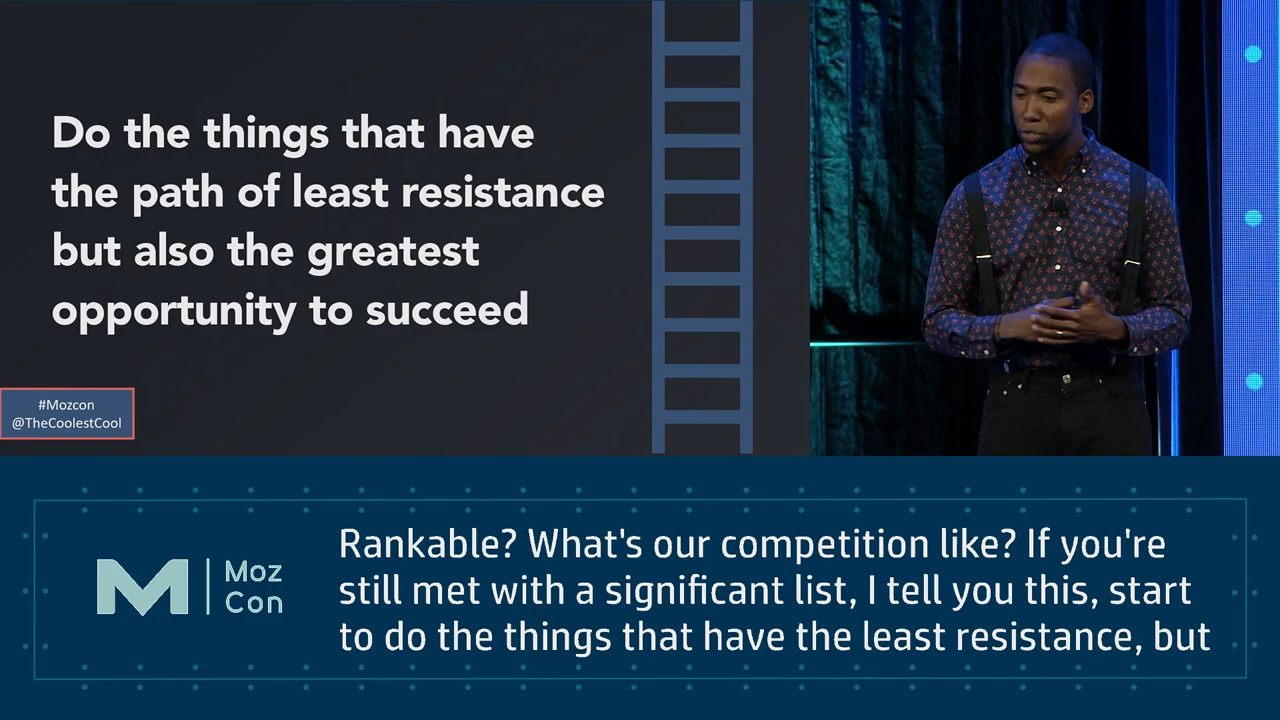 Do the things that have
the path of least resistance
but also the greatest
opportunity to succeed
#Mozcon
@TheCoolestCool
Moz
Con
Rankable? What's our competition like? If you're
still met with a significant list, I tell you this, start
to do the things that have the least resistance, but